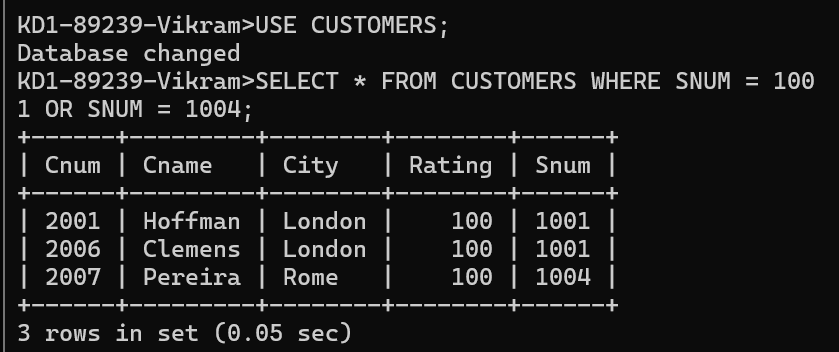 KD1-89239-Vikram>USE CUSTOMERS;
Database changed
KD1-89239-Vikram>SELECT * FROM CUSTOMERS WHERE SNUM = 100
1 OR SNUM = 1004;
+------+---------+--------+--------+------+
| Cnum | Cname   | City   | Rating | Snum |
+------+---------+--------+--------+------+
| 2001 | Hoffman | London |    100 | 1001 |
| 2006 | Clemens | London |    100 | 1001 |
| 2007 | Pereira | Rome   |    100 | 1004 |
+------+---------+--------+--------+------+
3 rows in set (0.05 sec)